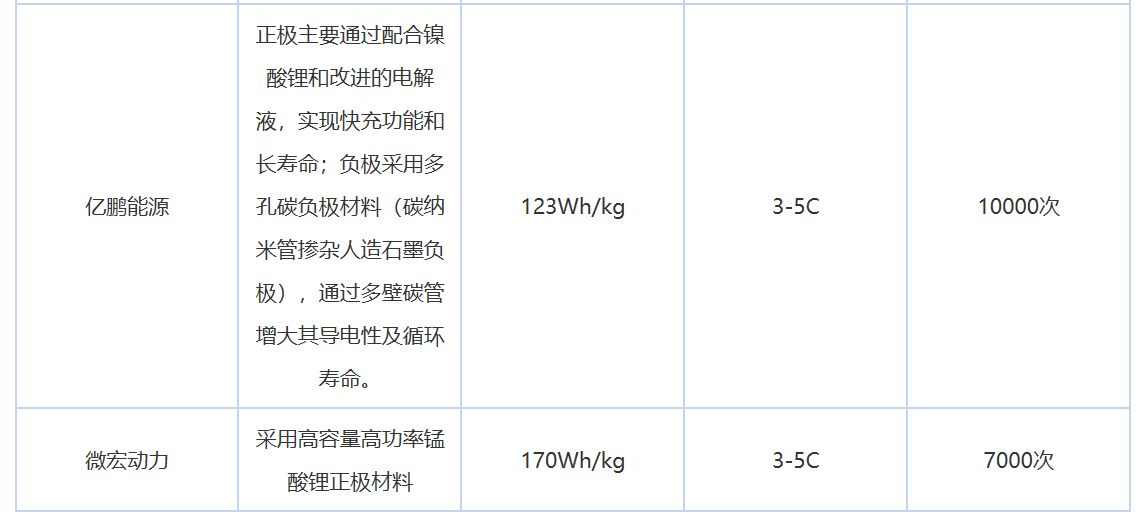 亿鹏能源
正极主要通过配合镍
酸锂和改进的电解
液，实现快充功能和
长寿命；负极采用多
孔碳负极材料（碳纳
米管掺杂人造石墨负
极），通过多壁碳管
增大其导电性及循环
寿命。
123Wh/kg
3-5C
10000次
微宏动力
采用高容量高功率锰
酸锂正极材料
170Wh/kg
3-5C
7000次